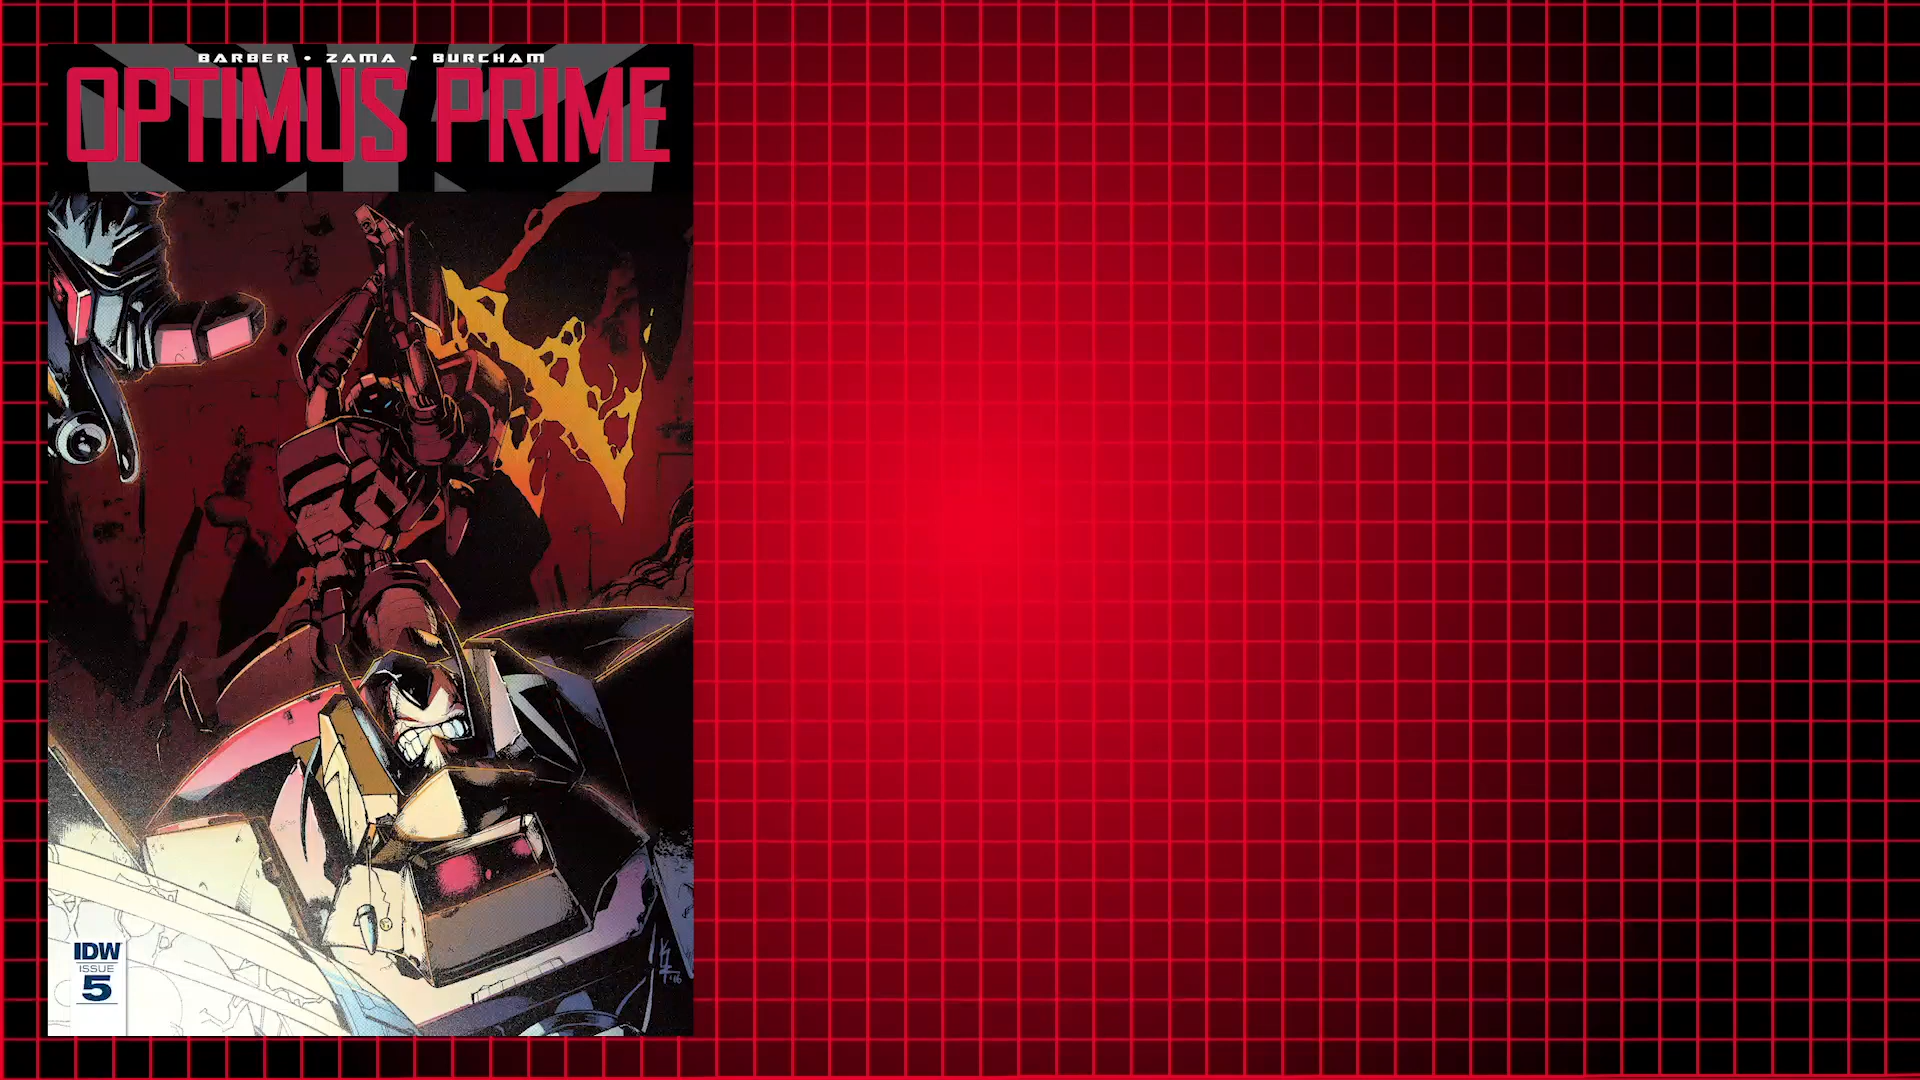 BARBER • ZAMA • BURCHAM
OPTIMUS PRIME
IDW
ISSUE
5